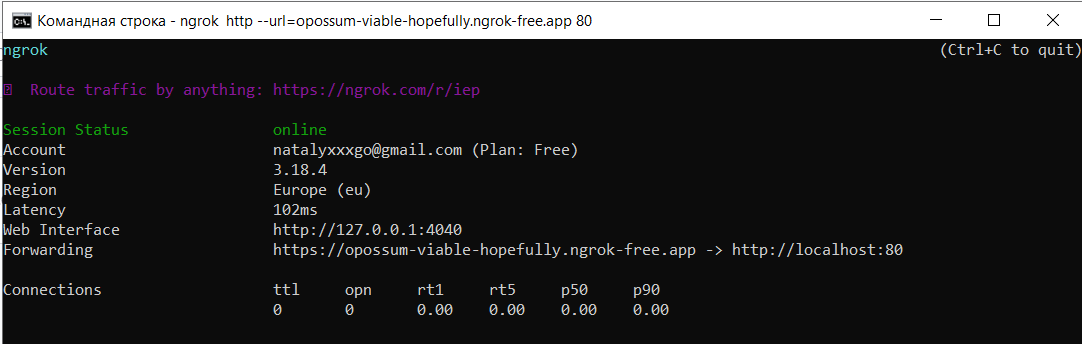 Командная строка - ngrok http --url=opossum-viable-hopefully.ngrok-free.app 80
ngrok (Ctrl+C to quit)
Route traffic by anything: https://ngrok.com/r/iep
Session Status online
Account natalyxxxgo@gmail.com (Plan: Free)
Version 3.18.4
Region Europe (eu)
Latency 102ms
Web Interface http://127.0.0.1:4040
Forwarding https://opossum-viable-hopefully.ngrok-free.app -> http://localhost:80
Connections ttl opn rt1 rt5 p50 p90
0 0 0.00 0.00 0.00 0.00